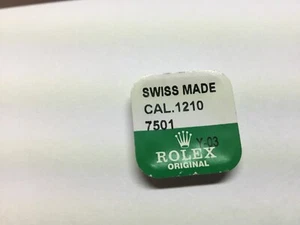 SWISS MADE
CAL.1210
7501
Y-03
ROLEX
ORIGINAL